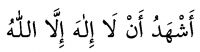 أَشْهَدُ أَنْ لَا إِلٰهَ إِلَّا اللّٰهُ